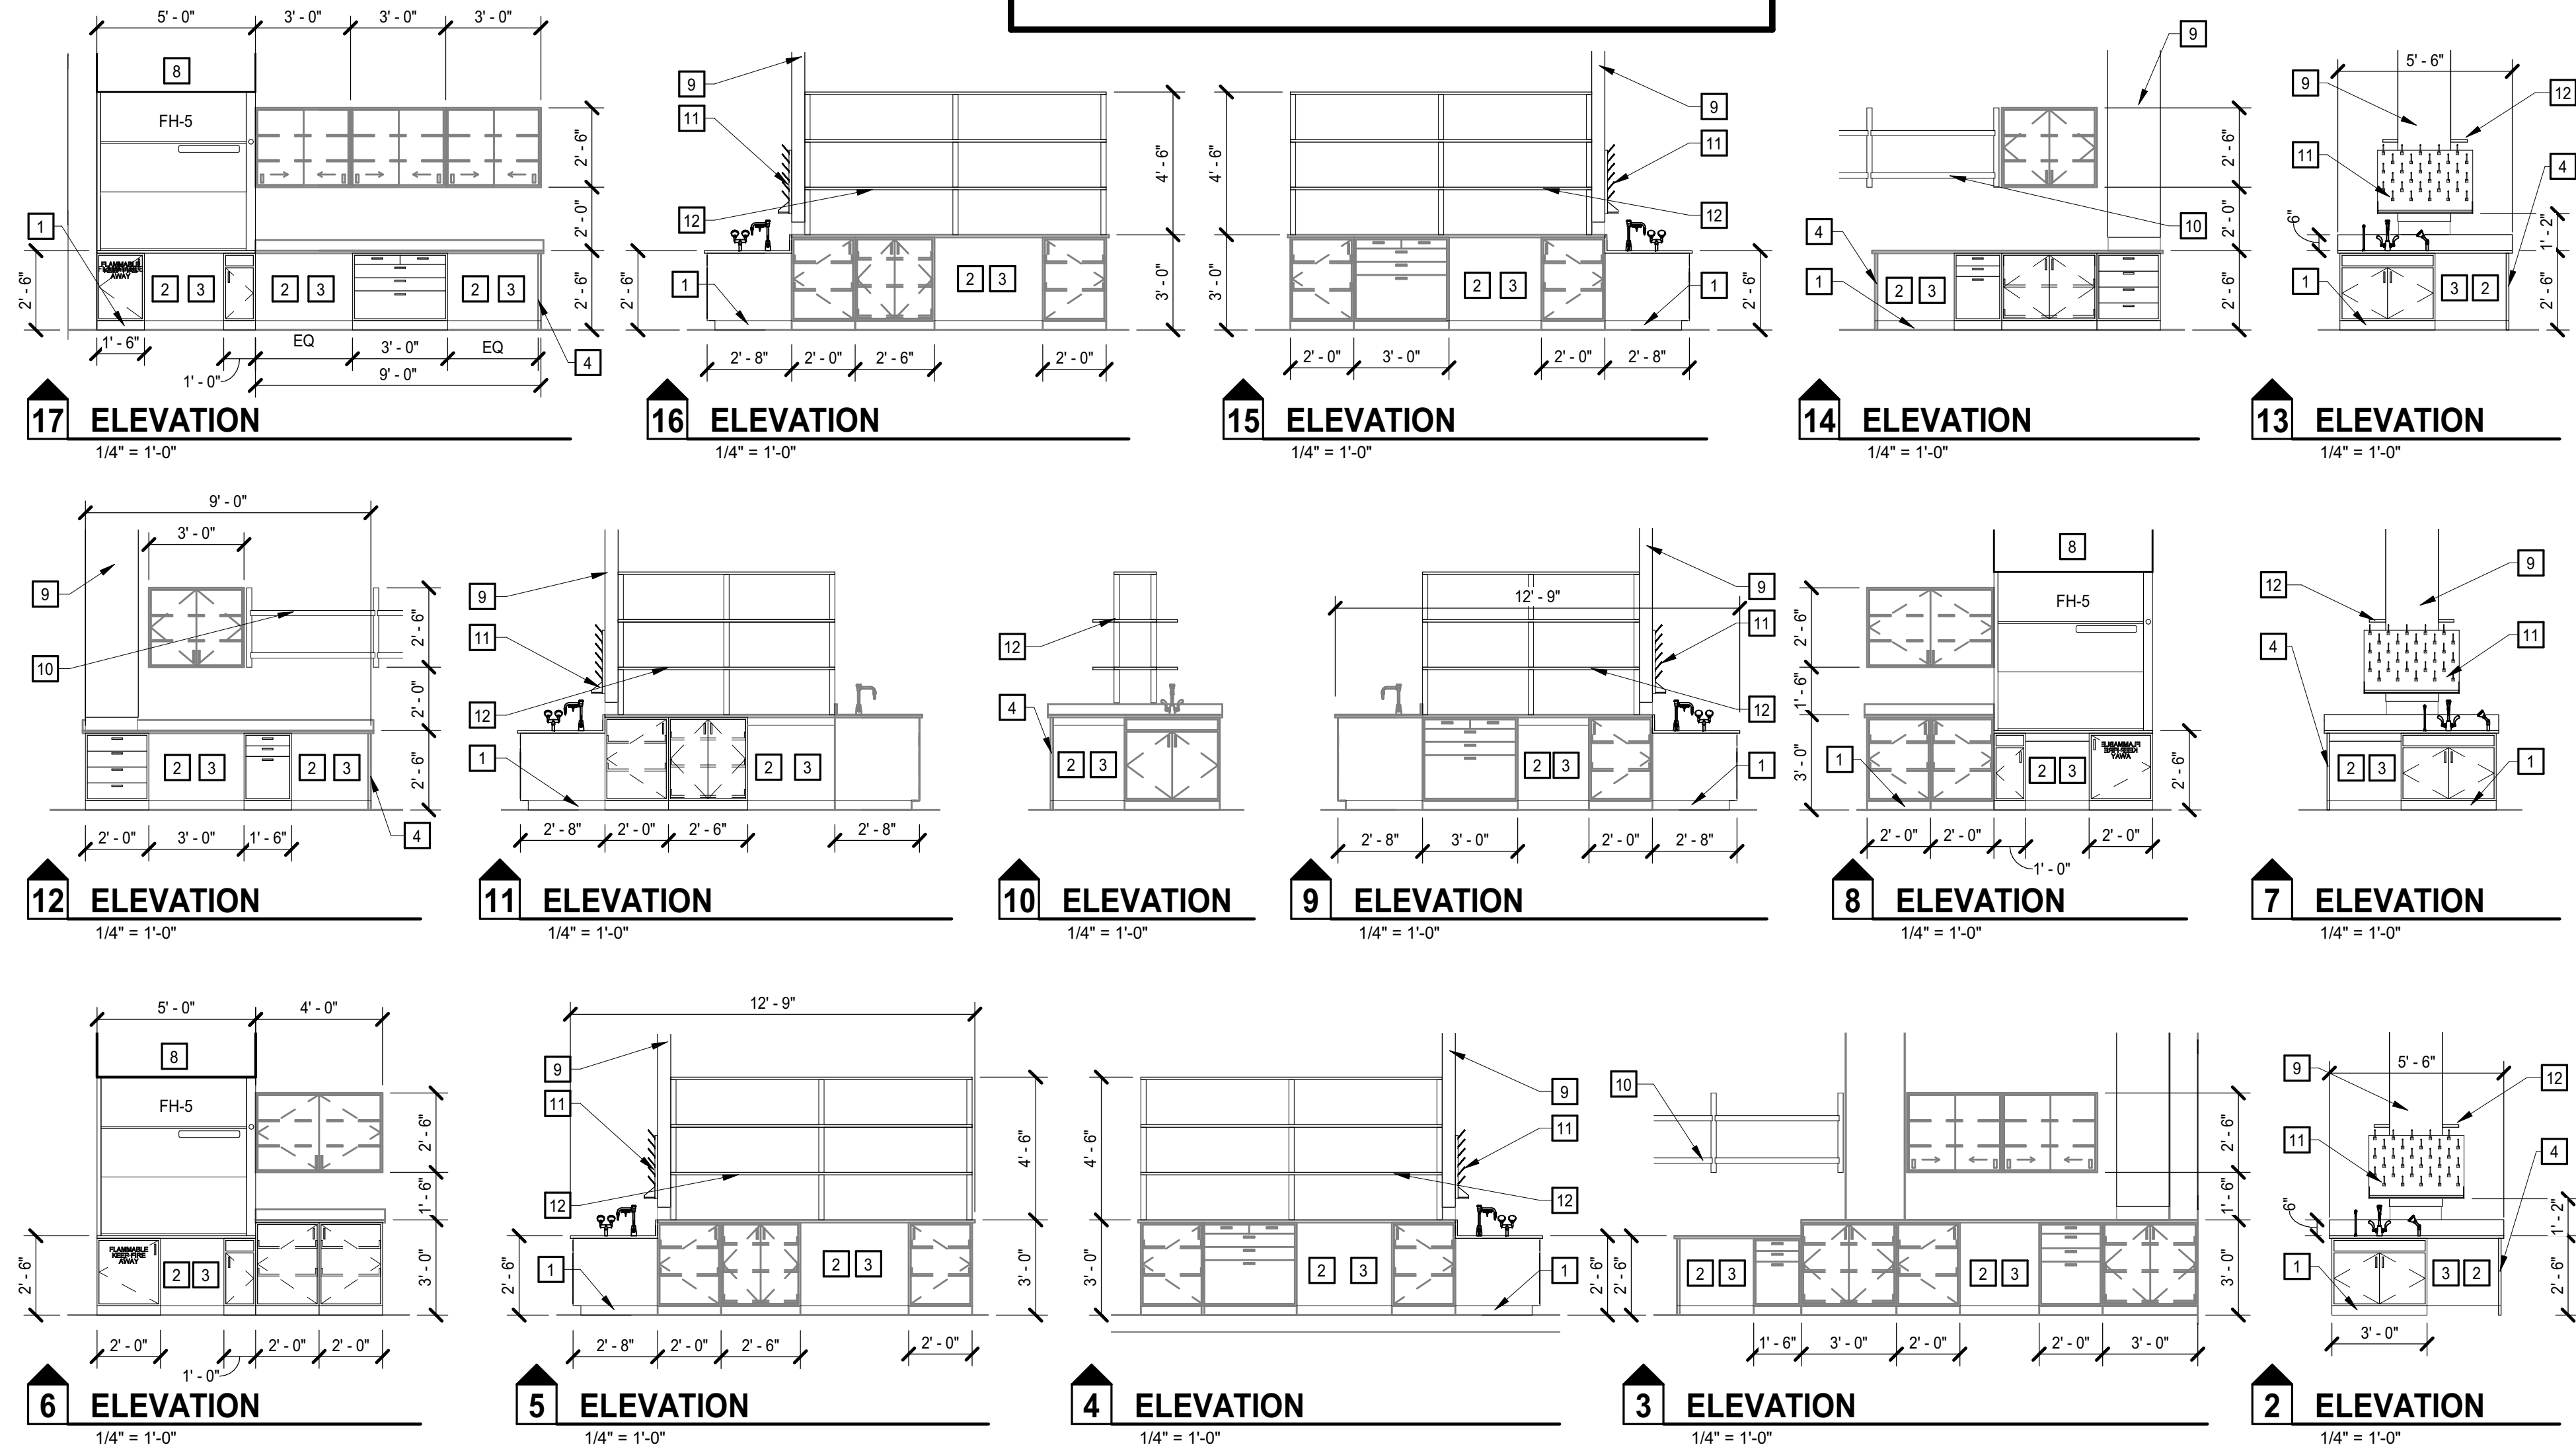 5' - 0" 3' - 0" 3' - 0" 3' - 0"
8
FH-5
2' - 6"
2' - 0"
2' - 6"
1
2' - 6"
FLAMMABLE
KEEP FIRE
AWAY
2 3
2 3
2 3
1' - 6"
1' - 0"
EQ 3' - 0" EQ
9' - 0"
4
17 ELEVATION
1/4" = 1'-0"
9
11
12
1
2' - 6"
2 3
4' - 6"
3' - 0"
2' - 8" 2' - 0" 2' - 6" 2' - 0"
16 ELEVATION
1/4" = 1'-0"
4' - 6"
3' - 0"
9
11
12
1
2 3
2' - 6"
2' - 0" 3' - 0" 2' - 0" 2' - 8"
15 ELEVATION
1/4" = 1'-0"
9
10
4
1
2 3
2' - 6"
2' - 0"
2' - 6"
14 ELEVATION
1/4" = 1'-0"
5' - 6"
9
12
11
4
6"
1' - 2"
1
3 2
2' - 6"
13 ELEVATION
1/4" = 1'-0"
9' - 0"
3' - 0"
9
10
2' - 6"
2' - 0"
2' - 6"
2 3
2 3
4
2' - 0" 3' - 0" 1' - 6"
12 ELEVATION
1/4" = 1'-0"
9
11
12
1
2 3
2' - 8" 2' - 0" 2' - 6" 2' - 8"
11 ELEVATION
1/4" = 1'-0"
12
4
2 3
10 ELEVATION
1/4" = 1'-0"
12' - 9"
9
11
12
1
2 3
2' - 8" 3' - 0" 2' - 0" 2' - 8"
9 ELEVATION
1/4" = 1'-0"
8
FH-5
2' - 6"
1' - 6"
3' - 0"
1
2 3
FLAMMABLE
KEEP FIRE
AWAY
2' - 6"
2' - 0" 2' - 0" 2' - 0"
1' - 0"
8 ELEVATION
1/4" = 1'-0"
9
12
11
4
2 3
1
7 ELEVATION
1/4" = 1'-0"
5' - 0" 4' - 0"
8
FH-5
2' - 6"
1' - 6"
3' - 0"
2' - 6"
FLAMMABLE
KEEP FIRE
AWAY
2 3
2' - 0" 2' - 0" 2' - 0"
1' - 0"
6 ELEVATION
1/4" = 1'-0"
12' - 9"
9
11
12
1
2' - 6"
2 3
4' - 6"
3' - 0"
2' - 8" 2' - 0" 2' - 6" 2' - 0"
5 ELEVATION
1/4" = 1'-0"
4' - 6"
3' - 0"
9
11
12
1
2 3
2' - 6"
4 ELEVATION
1/4" = 1'-0"
10
2' - 6"
2 3
2 3
2' - 6"
1' - 6"
3' - 0"
1' - 6" 3' - 0" 2' - 0" 2' - 0" 3' - 0"
3 ELEVATION
1/4" = 1'-0"
5' - 6"
9
12
11
4
6"
1' - 2"
1
3 2
2' - 6"
3' - 0"
2 ELEVATION
1/4" = 1'-0"